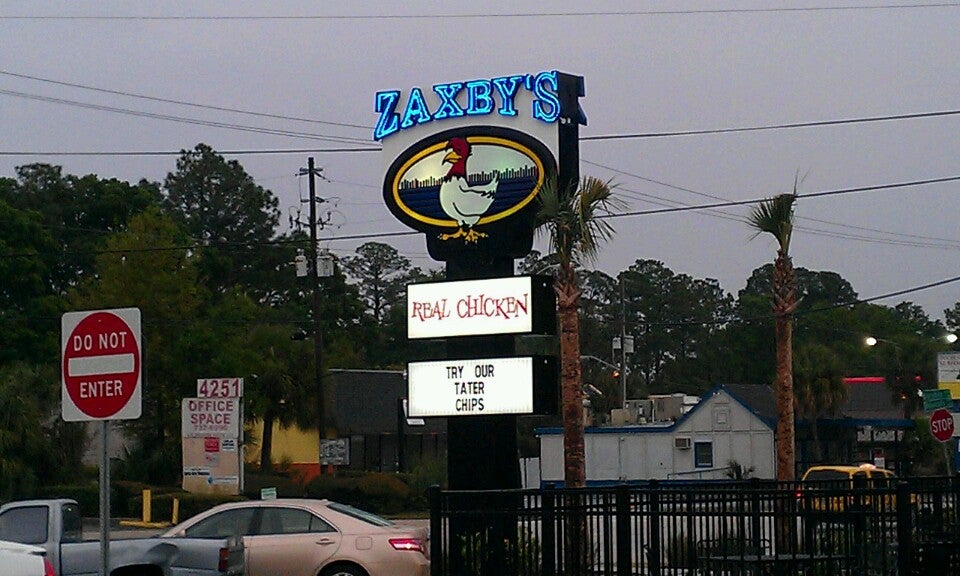 ZAXBY'S
REAL CHICKEN
TRY OUR
TATER
CHIPS
DO NOT
ENTER
4251
OFFICE
SPACE
STOP